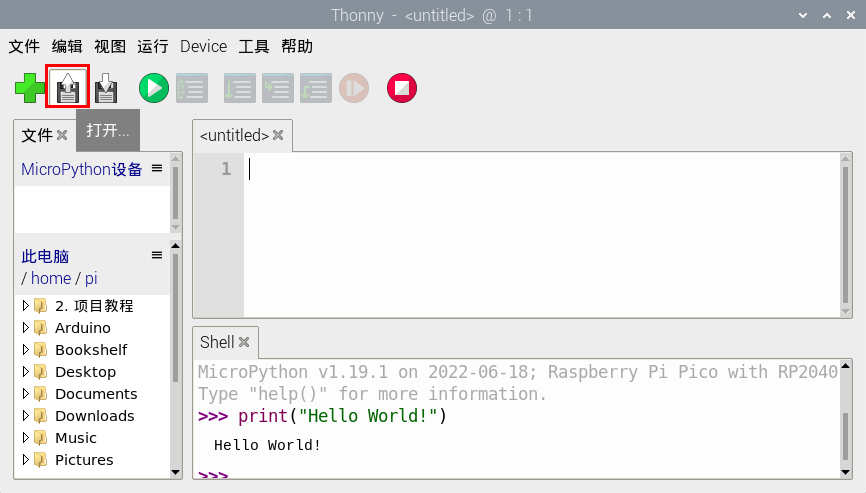 Thonny - <untitled> @ 1 : 1
文件 编辑 视图 运行 Device 工具 帮助
打开...
文件
MicroPython设备
此电脑
/ home / pi
2. 项目教程
Arduino
Bookshelf
Desktop
Documents
Downloads
Music
Pictures
<untitled>
1
Shell
MicroPython v1.19.1 on 2022-06-18; Raspberry Pi Pico with RP2040
Type "help()" for more information.
>>> print("Hello World!")
Hello World!
>>>